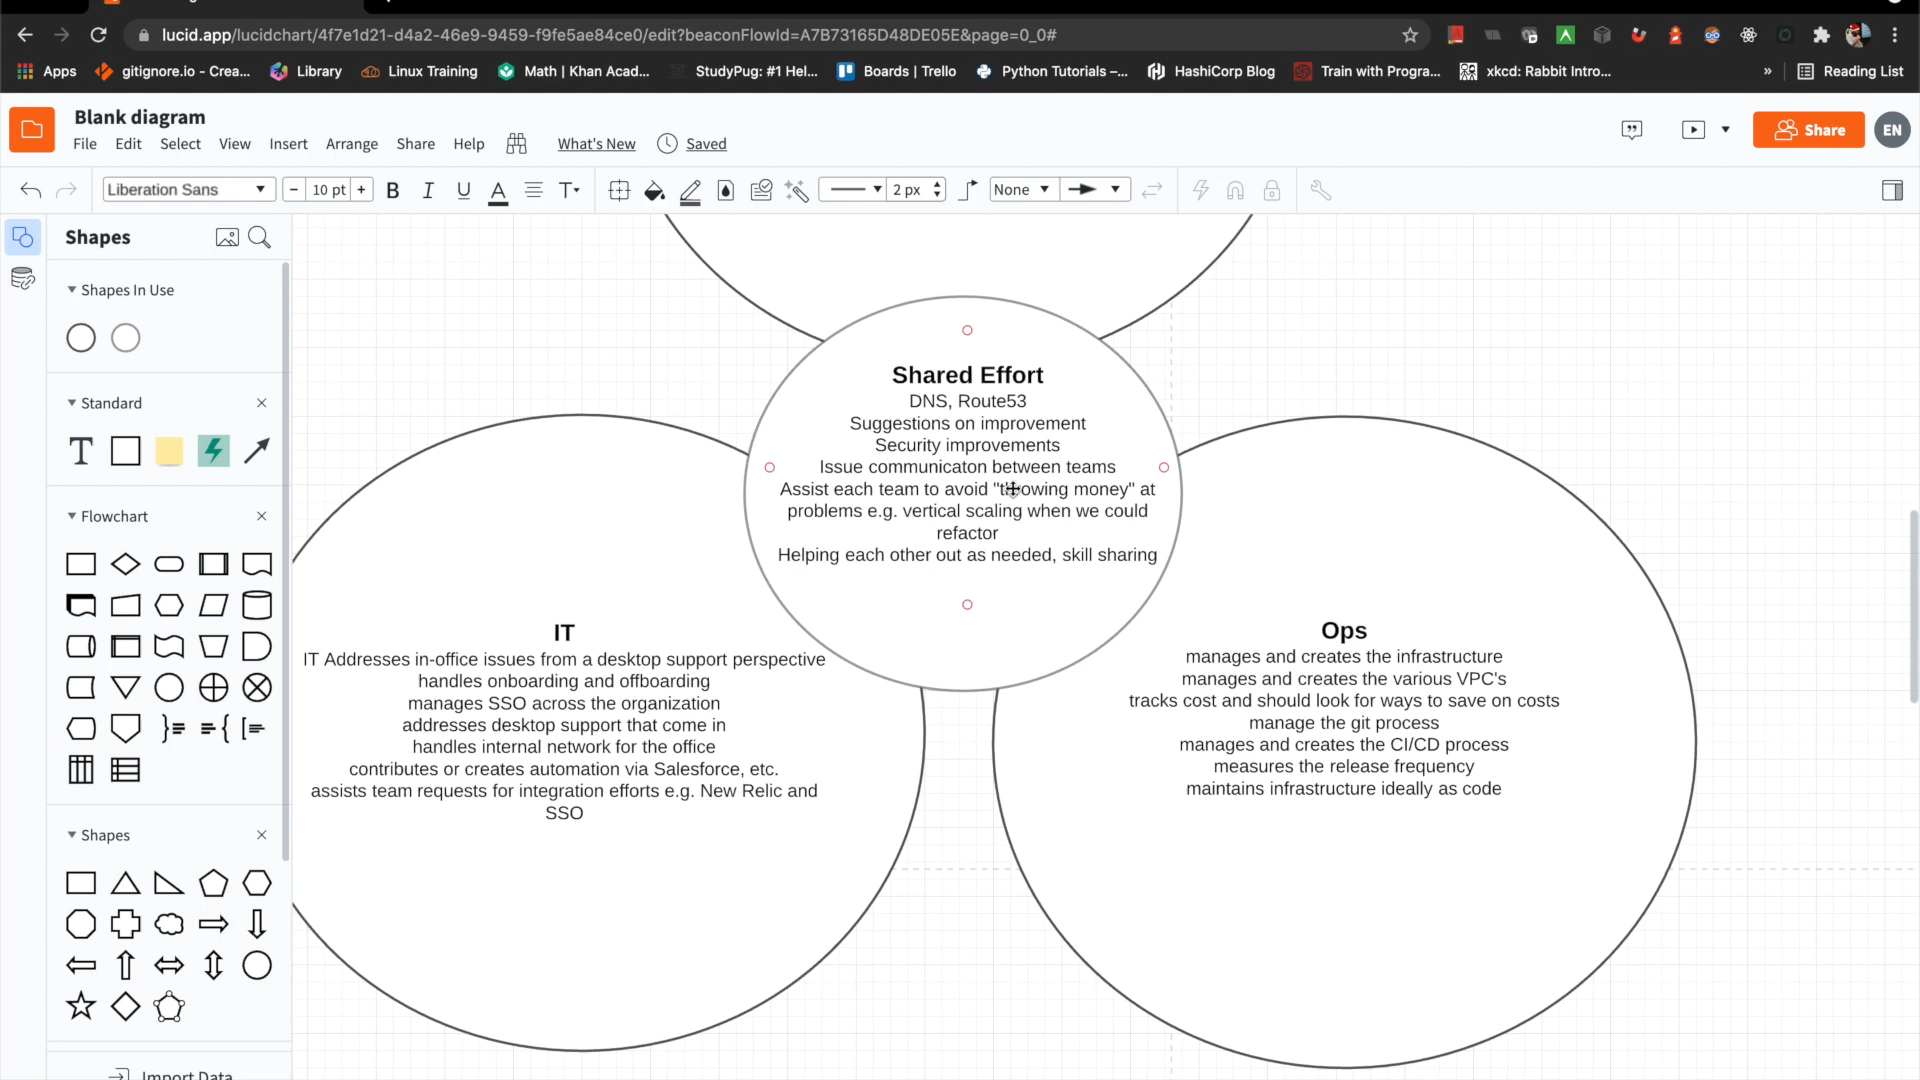 lucid.app/lucidchart/4f7e1d21-d4a2-46e9-9459-f9fe5ae84ce0/edit?beaconFlowId=A7B73165D48DE05E&page=0_0#
Apps
gitignore.io - Crea...
Library
Linux Training
Math | Khan Acad...
StudyPug: #1 Hel...
Boards | Trello
Python Tutorials –...
HashiCorp Blog
Train with Progra...
xkcd: Rabbit Intro...
»
Reading List
Blank diagram
File Edit Select View Insert Arrange Share Help What's New Saved
Share
EN
Liberation Sans
- 10 pt +
B I U A T
2 px
None
Shapes
Shapes In Use
Standard
T
Flowchart
Shapes
Import Data
Shared Effort
DNS, Route53
Suggestions on improvement
Security improvements
Issue communicaton between teams
Assist each team to avoid "throwing money" at
problems e.g. vertical scaling when we could
refactor
Helping each other out as needed, skill sharing
IT
IT Addresses in-office issues from a desktop support perspective
handles onboarding and offboarding
manages SSO across the organization
addresses desktop support that come in
handles internal network for the office
contributes or creates automation via Salesforce, etc.
assists team requests for integration efforts e.g. New Relic and
SSO
Ops
manages and creates the infrastructure
manages and creates the various VPC's
tracks cost and should look for ways to save on costs
manage the git process
manages and creates the CI/CD process
measures the release frequency
maintains infrastructure ideally as code